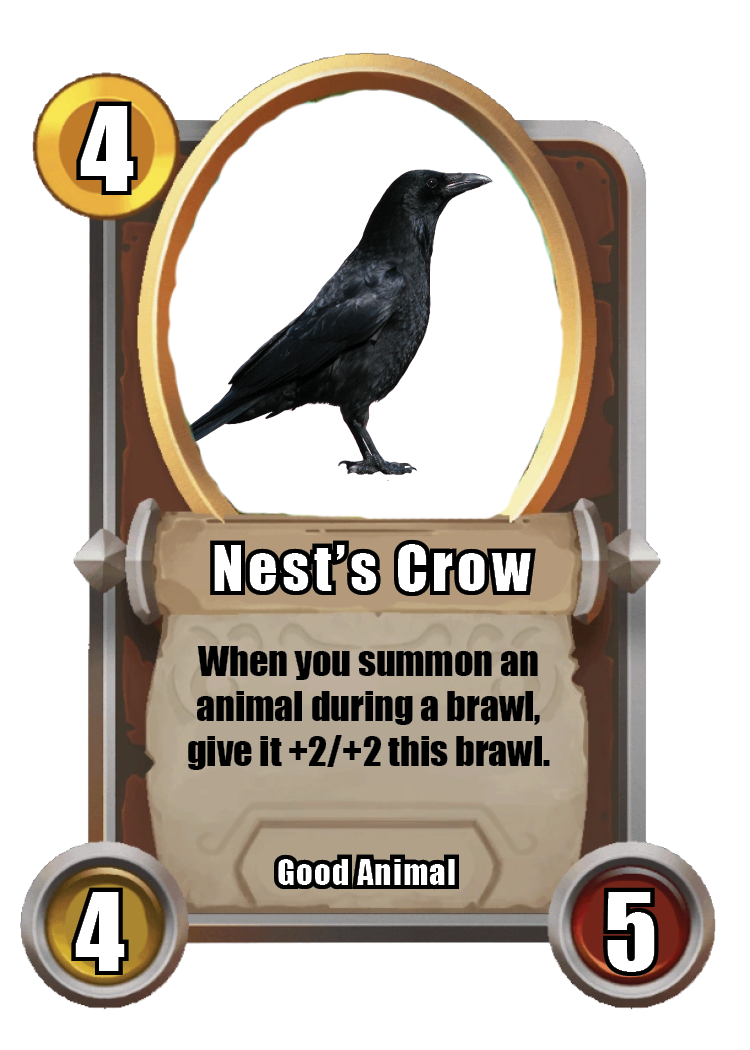 4
Nest’s Crow
When you summon an
animal during a brawl,
give it +2/+2 this brawl.
Good Animal
4
5